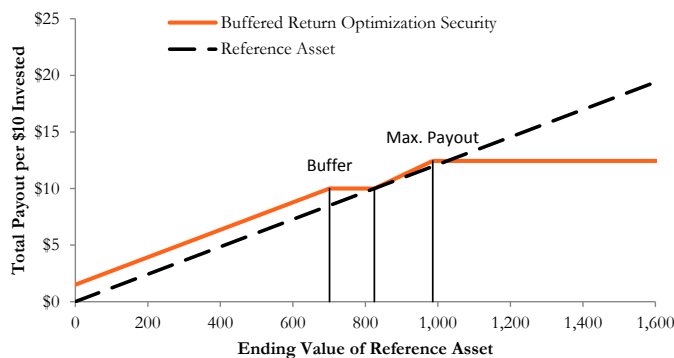 $25
Buffered Return Optimization Security
Reference Asset
$20
$15
Max. Payout
Buffer
$10
$5
$0
Total Payout per $10 Invested
0 200 400 600 800 1,000 1,200 1,400 1,600
Ending Value of Reference Asset